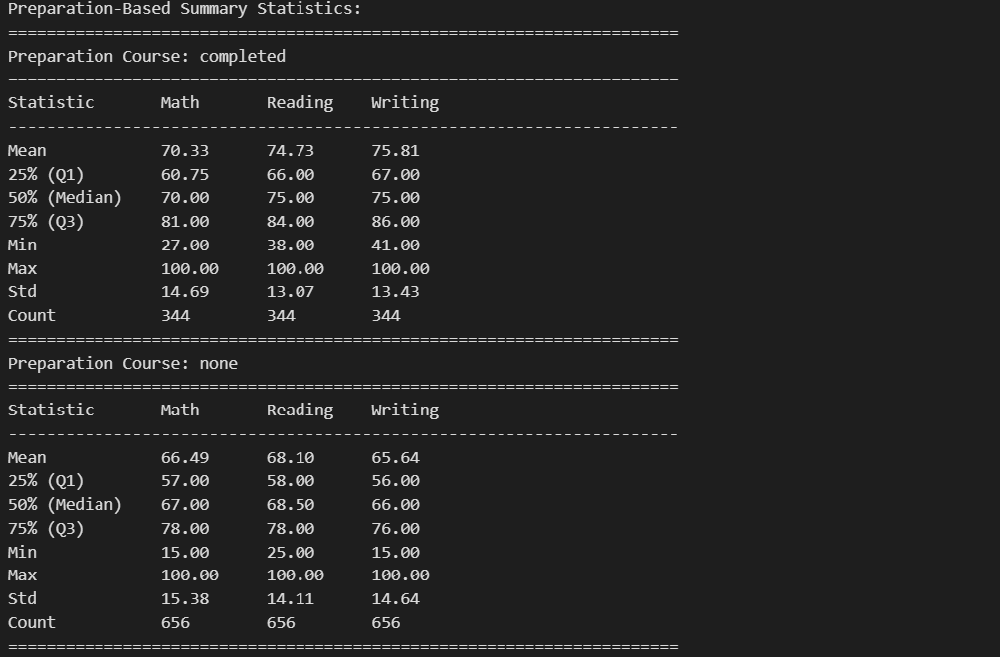 Preparation-Based Summary Statistics:
======================================================================
Preparation Course: completed
======================================================================
Statistic       Math       Reading    Writing
----------------------------------------------------------------------
Mean            70.33      74.73      75.81
25% (Q1)        60.75      66.00      67.00
50% (Median)    70.00      75.00      75.00
75% (Q3)        81.00      84.00      86.00
Min             27.00      38.00      41.00
Max             100.00     100.00     100.00
Std             14.69      13.07      13.43
Count           344        344        344
======================================================================
Preparation Course: none
======================================================================
Statistic       Math       Reading    Writing
----------------------------------------------------------------------
Mean            66.49      68.10      65.64
25% (Q1)        57.00      58.00      56.00
50% (Median)    67.00      68.50      66.00
75% (Q3)        78.00      78.00      76.00
Min             15.00      25.00      15.00
Max             100.00     100.00     100.00
Std             15.38      14.11      14.64
Count           656        656        656
======================================================================